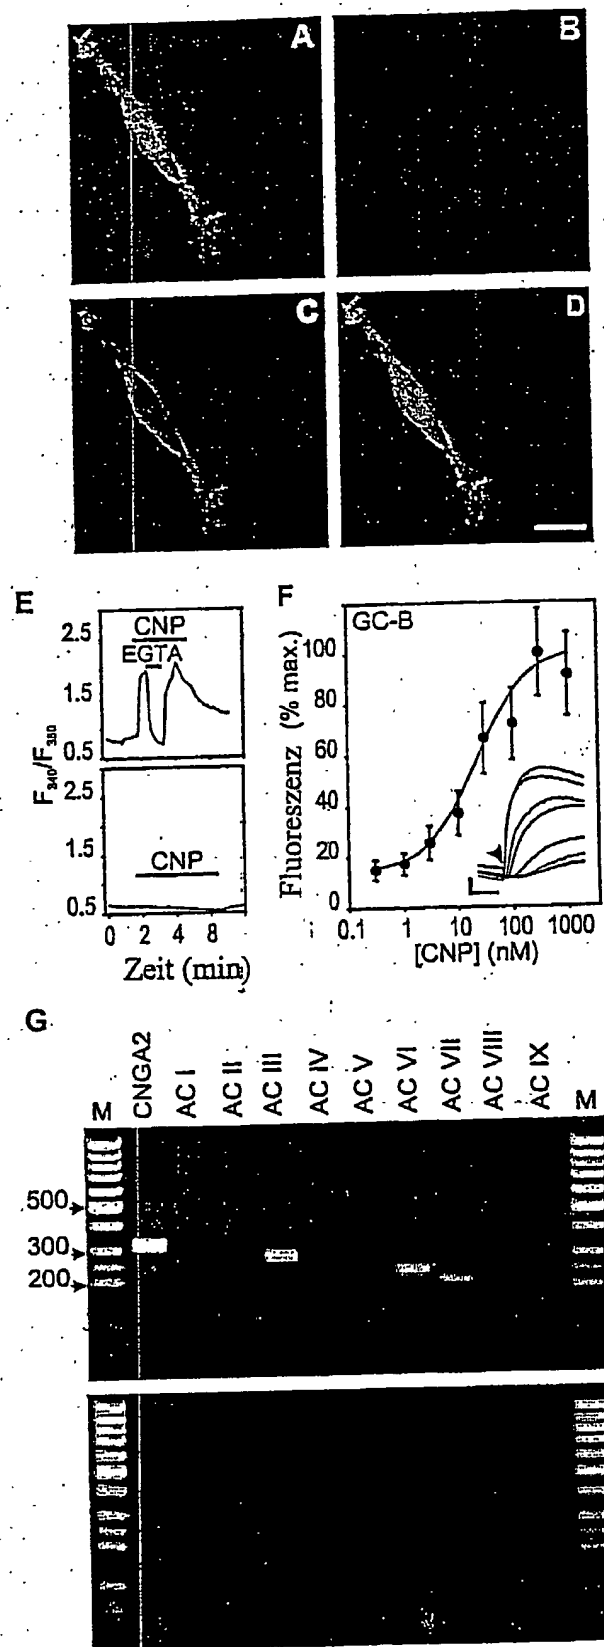 A
B
C
D
E
2.5
CNP
EGTA
1.5
0.5
F340/F380
2.5
1.5
CNP
0.5
0 2 4 8
Zeit (min)
F
GC-B
Fluoreszenz (% max.)
100
80
60
40
20
0
0.1 1 10 100 1000
[CNP] (nM)
G
M CNGA2 AC I AC II AC III AC IV AC V AC VI AC VII AC VIII AC IX M
500
300
200